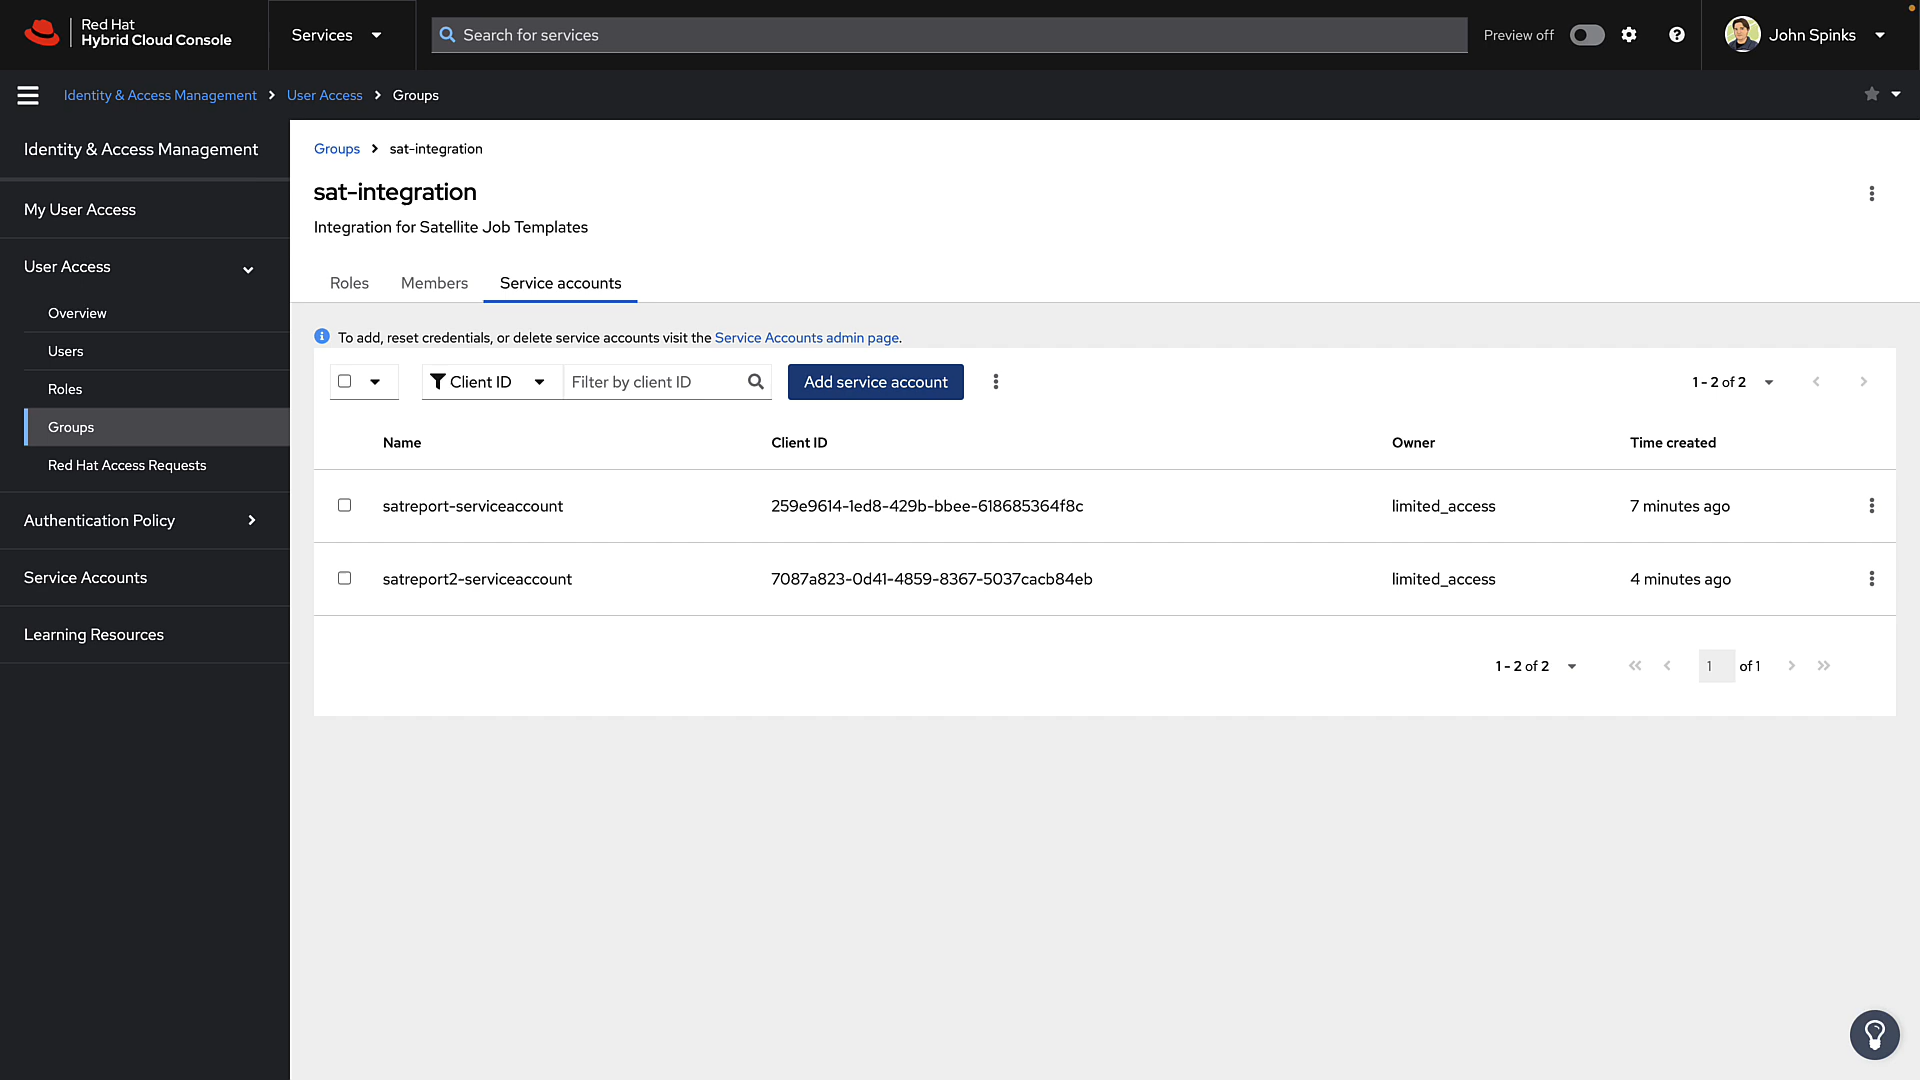 Red Hat
Hybrid Cloud Console
Services
Search for services
Preview off
John Spinks
Identity & Access Management
User Access
Groups
Identity & Access Management
My User Access
User Access
Overview
Users
Roles
Groups
Red Hat Access Requests
Authentication Policy
Service Accounts
Learning Resources
Groups
sat-integration
sat-integration
Integration for Satellite Job Templates
Roles
Members
Service accounts
To add, reset credentials, or delete service accounts visit the Service Accounts admin page.
Client ID
Filter by client ID
Add service account
1 - 2 of 2
Name Client ID Owner Time created
satreport-serviceaccount 259e9614-1ed8-429b-bbee-618685364f8c limited_access 7 minutes ago
satreport2-serviceaccount 7087a823-0d41-4859-8367-5037cacb84eb limited_access 4 minutes ago
1 - 2 of 2
1 of 1